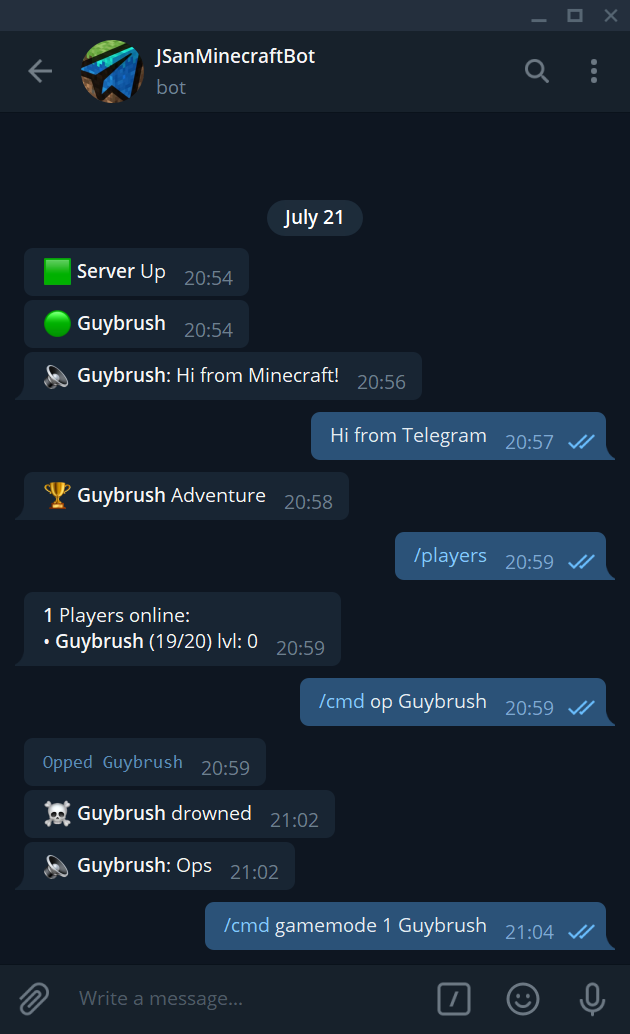 JSanMinecraftBot
bot
July 21
Server Up 20:54
Guybrush 20:54
Guybrush: Hi from Minecraft! 20:56
Hi from Telegram 20:57
Guybrush Adventure 20:58
/players 20:59
1 Players online:
• Guybrush (19/20) lvl: 0 20:59
/cmd op Guybrush 20:59
Opped Guybrush 20:59
Guybrush drowned 21:02
Guybrush: Ops 21:02
/cmd gamemode 1 Guybrush 21:04
Write a message...